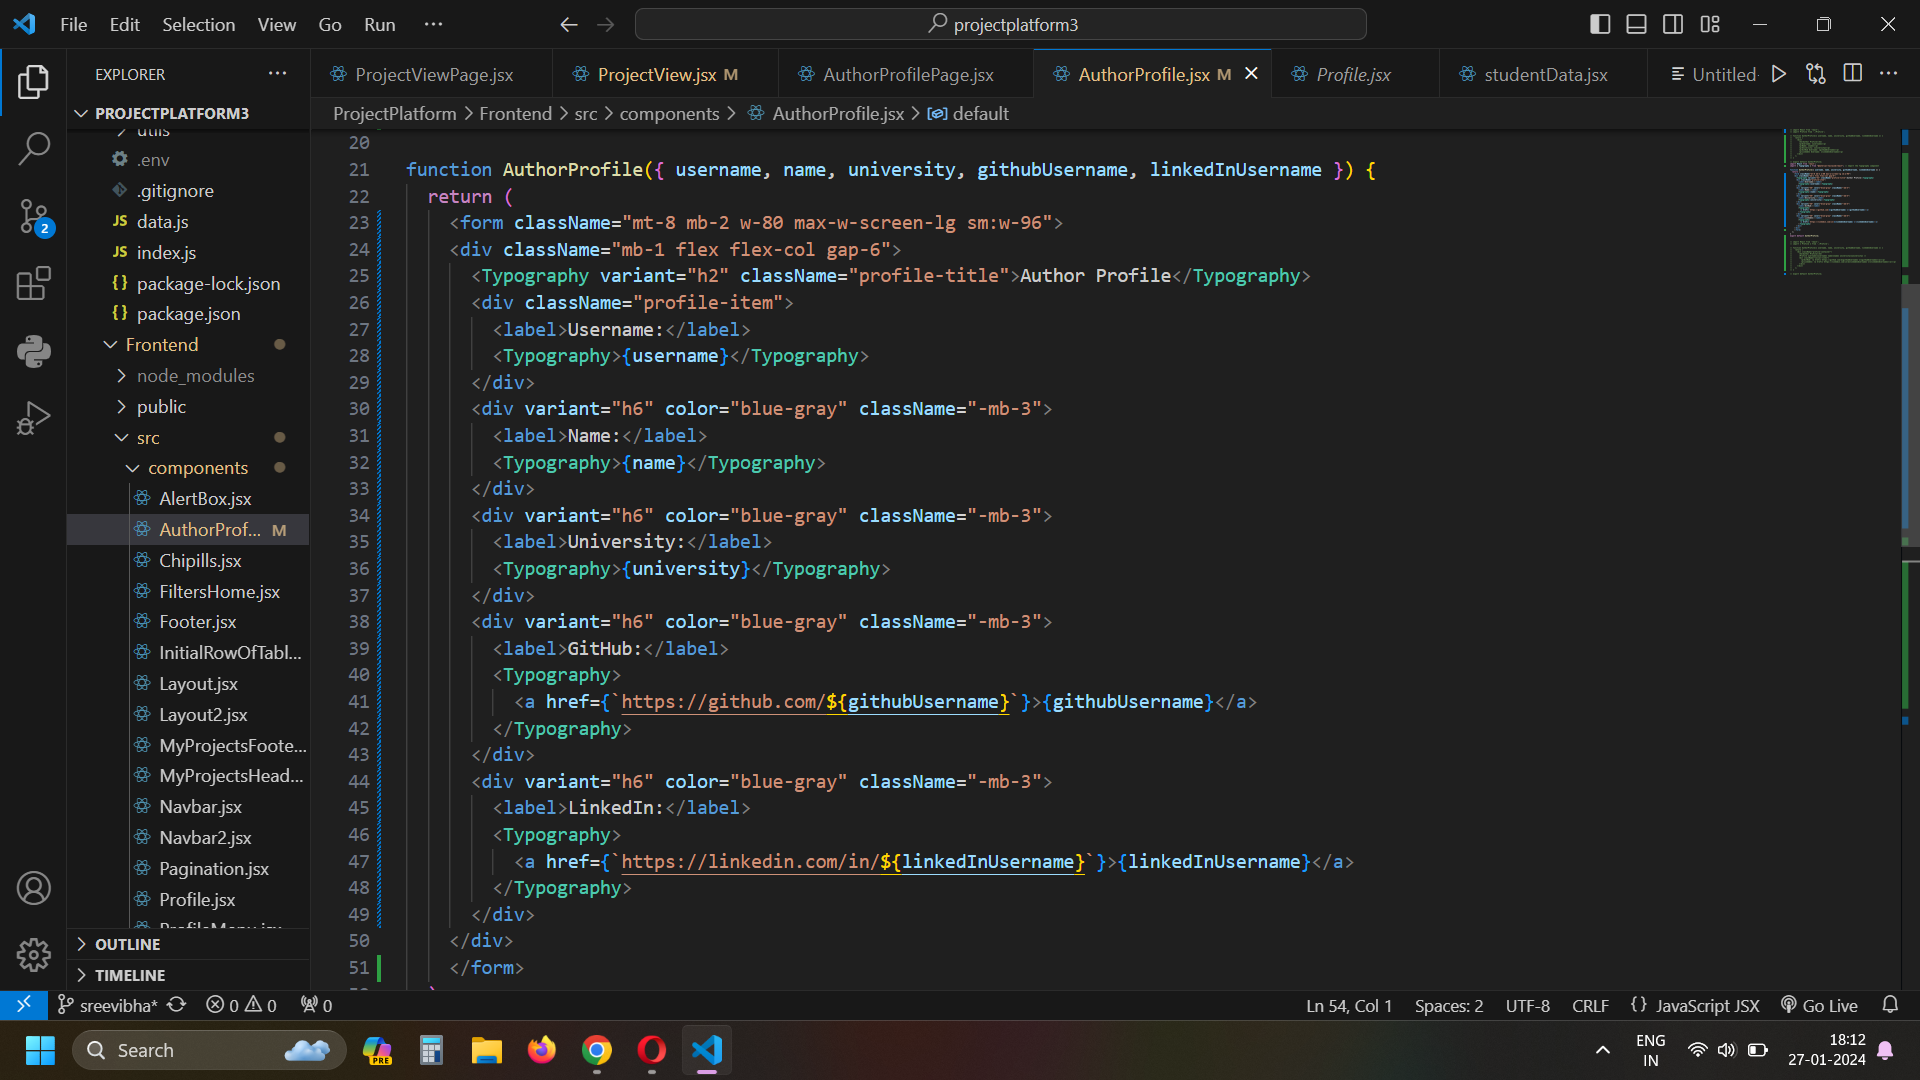 File Edit Selection View Go Run ···
projectplatform3
EXPLORER ···
ProjectViewPage.jsx
ProjectView.jsx M
AuthorProfilePage.jsx
AuthorProfile.jsx M
Profile.jsx
studentData.jsx
Untitled
PROJECTPLATFORM3
utils
.env
.gitignore
JS data.js
JS index.js
{} package-lock.json
{} package.json
Frontend
node_modules
public
src
components
AlertBox.jsx
AuthorProf... M
Chipills.jsx
FiltersHome.jsx
Footer.jsx
InitialRowOfTabl...
Layout.jsx
Layout2.jsx
MyProjectsFoote...
MyProjectsHead...
Navbar.jsx
Navbar2.jsx
Pagination.jsx
Profile.jsx
ProfileMenu.jsx
OUTLINE
TIMELINE
2
ProjectPlatform > Frontend > src > components > AuthorProfile.jsx > default
20
21 function AuthorProfile({ username, name, university, githubUsername, linkedInUsername }) {
22 return (
23 <form className="mt-8 mb-2 w-80 max-w-screen-lg sm:w-96">
24 <div className="mb-1 flex flex-col gap-6">
25 <Typography variant="h2" className="profile-title">Author Profile</Typography>
26 <div className="profile-item">
27 <label>Username:</label>
28 <Typography>{username}</Typography>
29 </div>
30 <div variant="h6" color="blue-gray" className="-mb-3">
31 <label>Name:</label>
32 <Typography>{name}</Typography>
33 </div>
34 <div variant="h6" color="blue-gray" className="-mb-3">
35 <label>University:</label>
36 <Typography>{university}</Typography>
37 </div>
38 <div variant="h6" color="blue-gray" className="-mb-3">
39 <label>GitHub:</label>
40 <Typography>
41 <a href={`https://github.com/${githubUsername}`}>{githubUsername}</a>
42 </Typography>
43 </div>
44 <div variant="h6" color="blue-gray" className="-mb-3">
45 <label>LinkedIn:</label>
46 <Typography>
47 <a href={`https://linkedin.com/in/${linkedInUsername}`}>{linkedInUsername}</a>
48 </Typography>
49 </div>
50 </div>
51 </form>
sreevibha* 0 0 0
Ln 54, Col 1 Spaces: 2 UTF-8 CRLF {} JavaScript JSX Go Live
Search
PRE
ENG
IN
18:12
27-01-2024